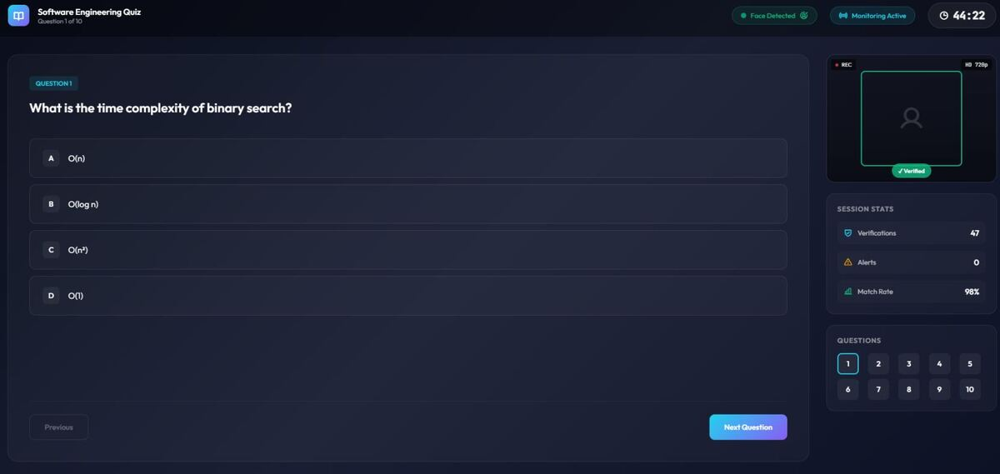 Software Engineering Quiz
Question 1 of 10
Face Detected
Monitoring Active
44:22
QUESTION 1
What is the time complexity of binary search?
A O(n)
B O(log n)
C O(n²)
D O(1)
Previous
Next Question
REC
HD 720p
✓ Verified
SESSION STATS
Verifications 47
Alerts 0
Match Rate 98%
QUESTIONS
1 2 3 4 5
6 7 8 9 10